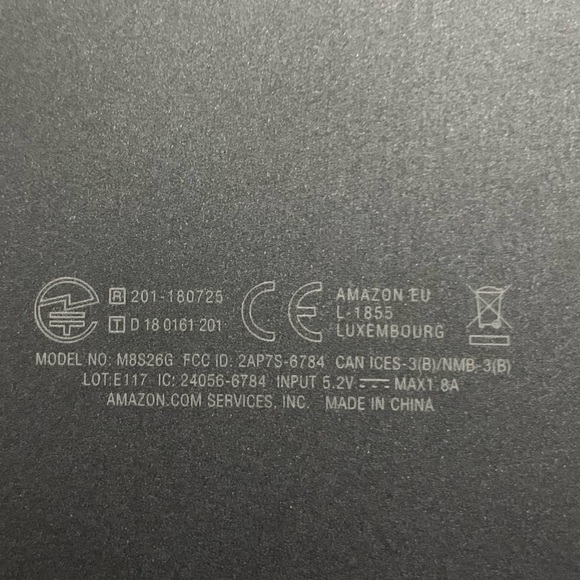 R 201-180725
T D 18 0161 201
CE
AMAZON EU
L-1855
LUXEMBOURG
MODEL NO: M8S26G FCC ID: 2AP7S-6784 CAN ICES-3(B)/NMB-3(B)
LOT:E117 IC: 24056-6784 INPUT 5.2V⎓MAX1.8A
AMAZON.COM SERVICES, INC. MADE IN CHINA